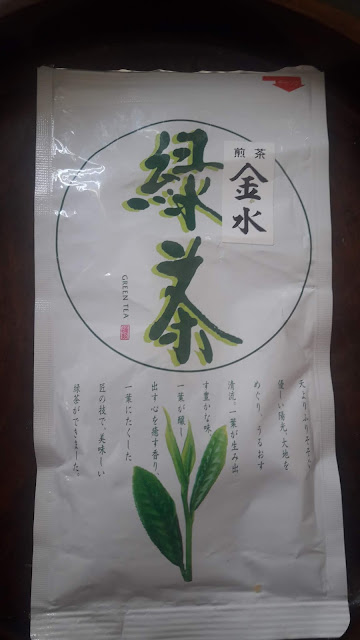 緑茶
煎茶
金水
GREEN TEA
天よりふりそそぐ
優しい陽光、大地を
めぐり、うるおす
清流、一葉が生み出
す豊かな味、
一葉が醸し
出す心を癒す香り、
一葉にたくした
匠の技で、美味しい
緑茶ができました。